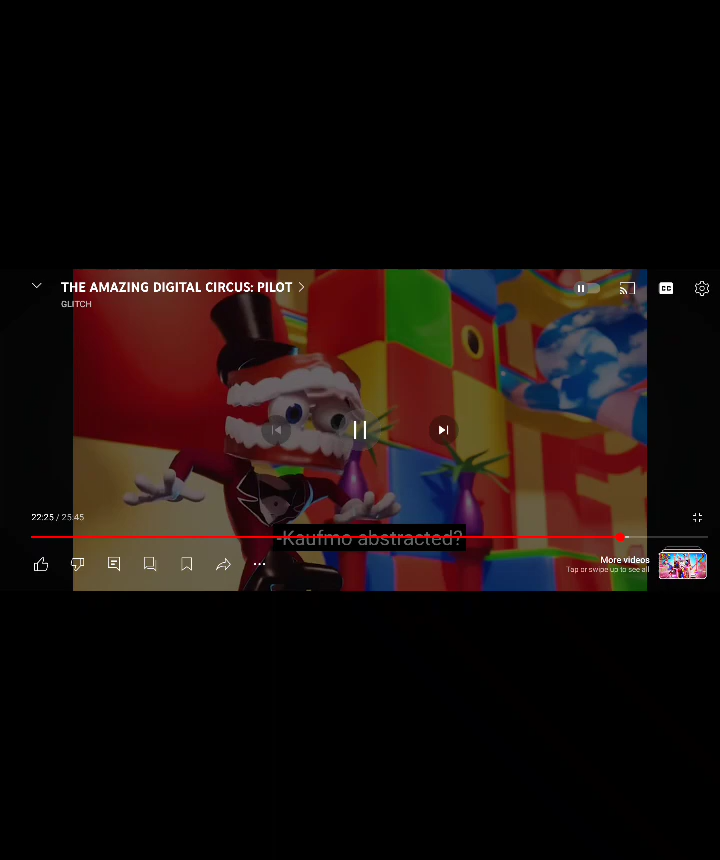 THE AMAZING DIGITAL CIRCUS: PILOT
GLITCH
CC
22:25 / 25:45
-Kaufmo abstracted?
More videos
Tap or swipe up to see all